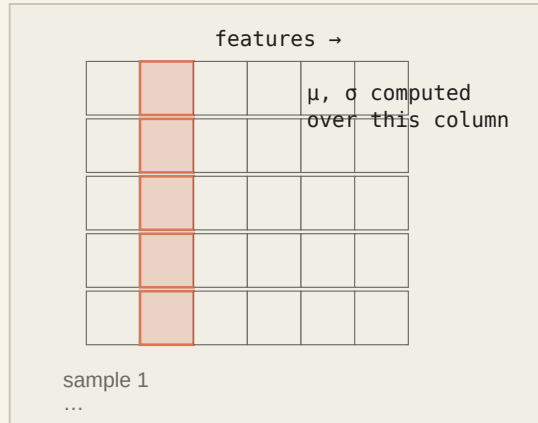 features →
μ, σ computed
over this column
sample 1
…